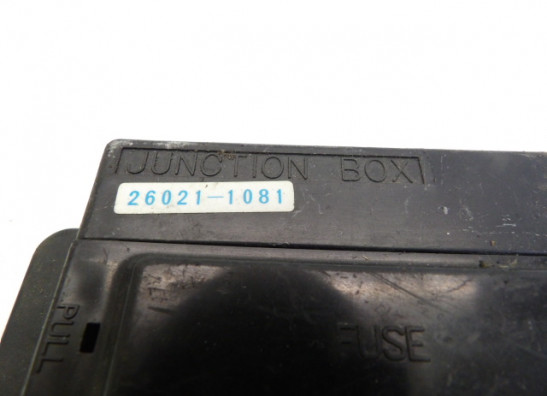 JUNCTION BOX
26021-1081
PULL
FUSE